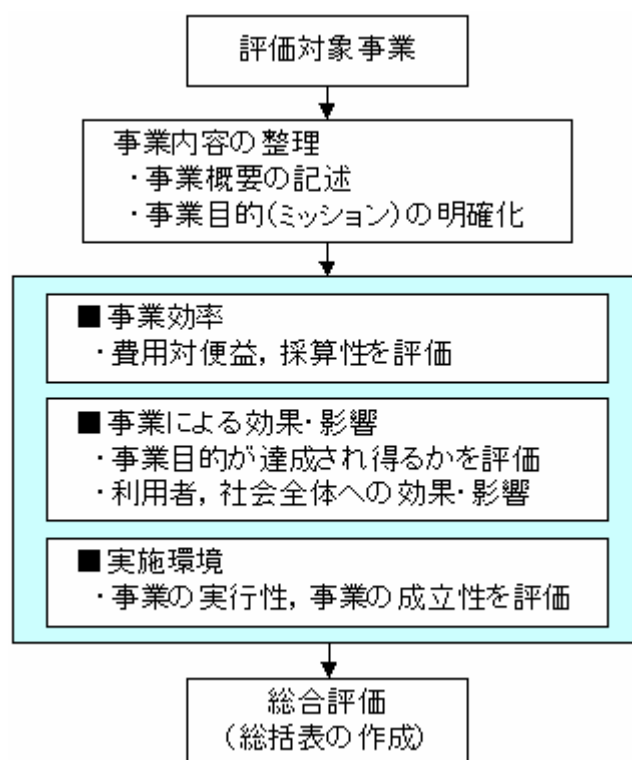 評価対象事業
事業内容の整理
・事業概要の記述
・事業目的(ミッション)の明確化
■事業効率
・費用対便益，採算性を評価
■事業による効果・影響
・事業目的が達成され得るかを評価
・利用者，社会全体への効果・影響
■実施環境
・事業の実行性，事業の成立性を評価
総合評価
(総括表の作成)